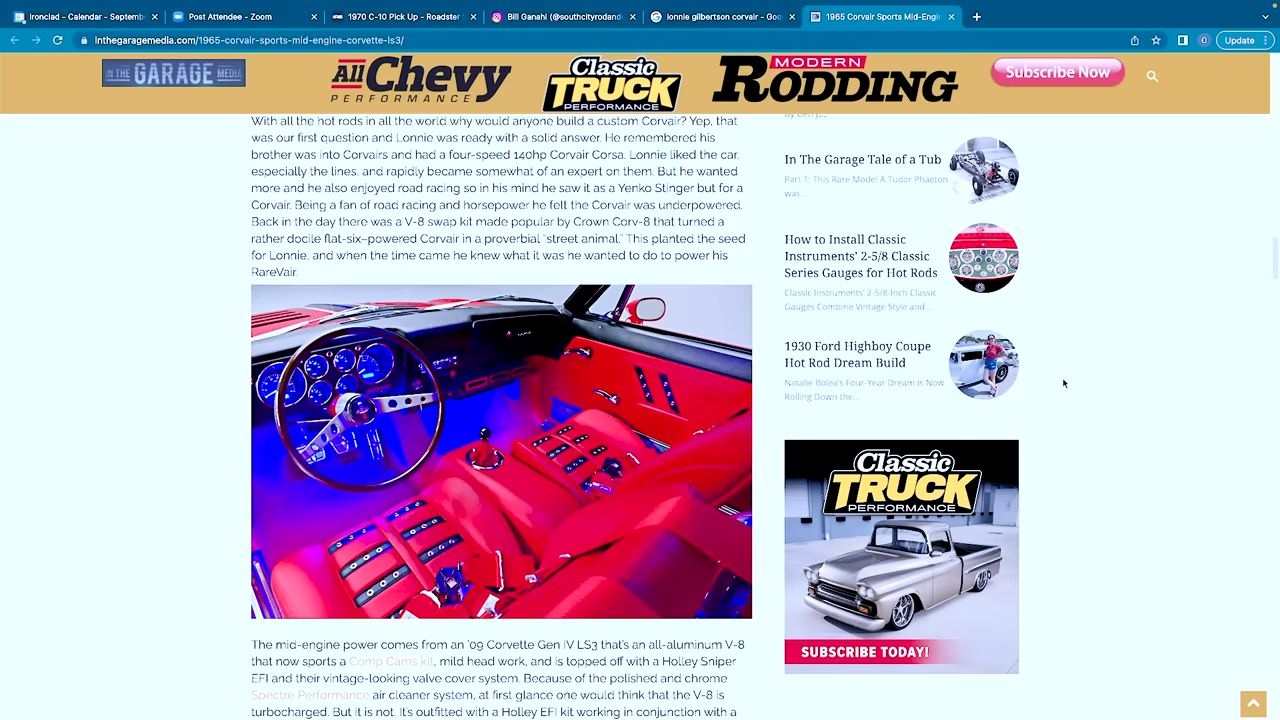 Ironclad - Calendar - Septembe
Post Attendee - Zoom
1970 C-10 Pick Up - Roadster
Bill Ganahl (@southcityrodand
lonnie gilbertson corvair - Goo
1965 Corvair Sports Mid-Engin
inthegaragemedia.com/1965-corvair-sports-mid-engine-corvette-ls3/
Update
IN THE GARAGE MEDIA
All Chevy PERFORMANCE
Classic TRUCK PERFORMANCE
MODERN RODDING
Subscribe Now
With all the hot rods in all the world why would anyone build a custom Corvair? Yep, that
was our first question and Lonnie was ready with a solid answer. He remembered his
brother was into Corvairs and had a four-speed 140hp Corvair Corsa. Lonnie liked the car,
especially the lines, and rapidly became somewhat of an expert on them. But he wanted
more and he also enjoyed road racing so in his mind he saw it as a Yenko Stinger but for a
Corvair. Being a fan of road racing and horsepower he felt the Corvair was underpowered.
Back in the day there was a V-8 swap kit made popular by Crown Corv-8 that turned a
rather docile flat-six–powered Corvair in a proverbial “street animal.” This planted the seed
for Lonnie, and when the time came he knew what it was he wanted to do to power his
RareVair.
The mid-engine power comes from an ’09 Corvette Gen IV LS3 that’s an all-aluminum V-8
that now sports a Comp Cams kit, mild head work, and is topped off with a Holley Sniper
EFI and their vintage-looking valve cover system. Because of the polished and chrome
Spectre Performance air cleaner system, at first glance one would think that the V-8 is
turbocharged. But it is not. It’s outfitted with a Holley EFI kit working in conjunction with a
In The Garage Tale of a Tub
Part 1: This Rare Model A Tudor Phaeton
was...
How to Install Classic
Instruments’ 2-5/8 Classic
Series Gauges for Hot Rods
Classic Instruments’ 2-5/8-Inch Classic
Gauges Combine Vintage Style and...
1930 Ford Highboy Coupe
Hot Rod Dream Build
Natalie Bolea’s Four-Year Dream is Now
Rolling Down the...
Classic
TRUCK
PERFORMANCE
SUBSCRIBE TODAY!